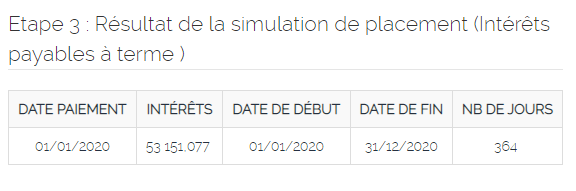 Etape 3 : Résultat de la simulation de placement (Intérêts
payables à terme )
DATE PAIEMENT INTÉRÊTS DATE DE DÉBUT DATE DE FIN NB DE JOURS
01/01/2020 53 151,077 01/01/2020 31/12/2020 364